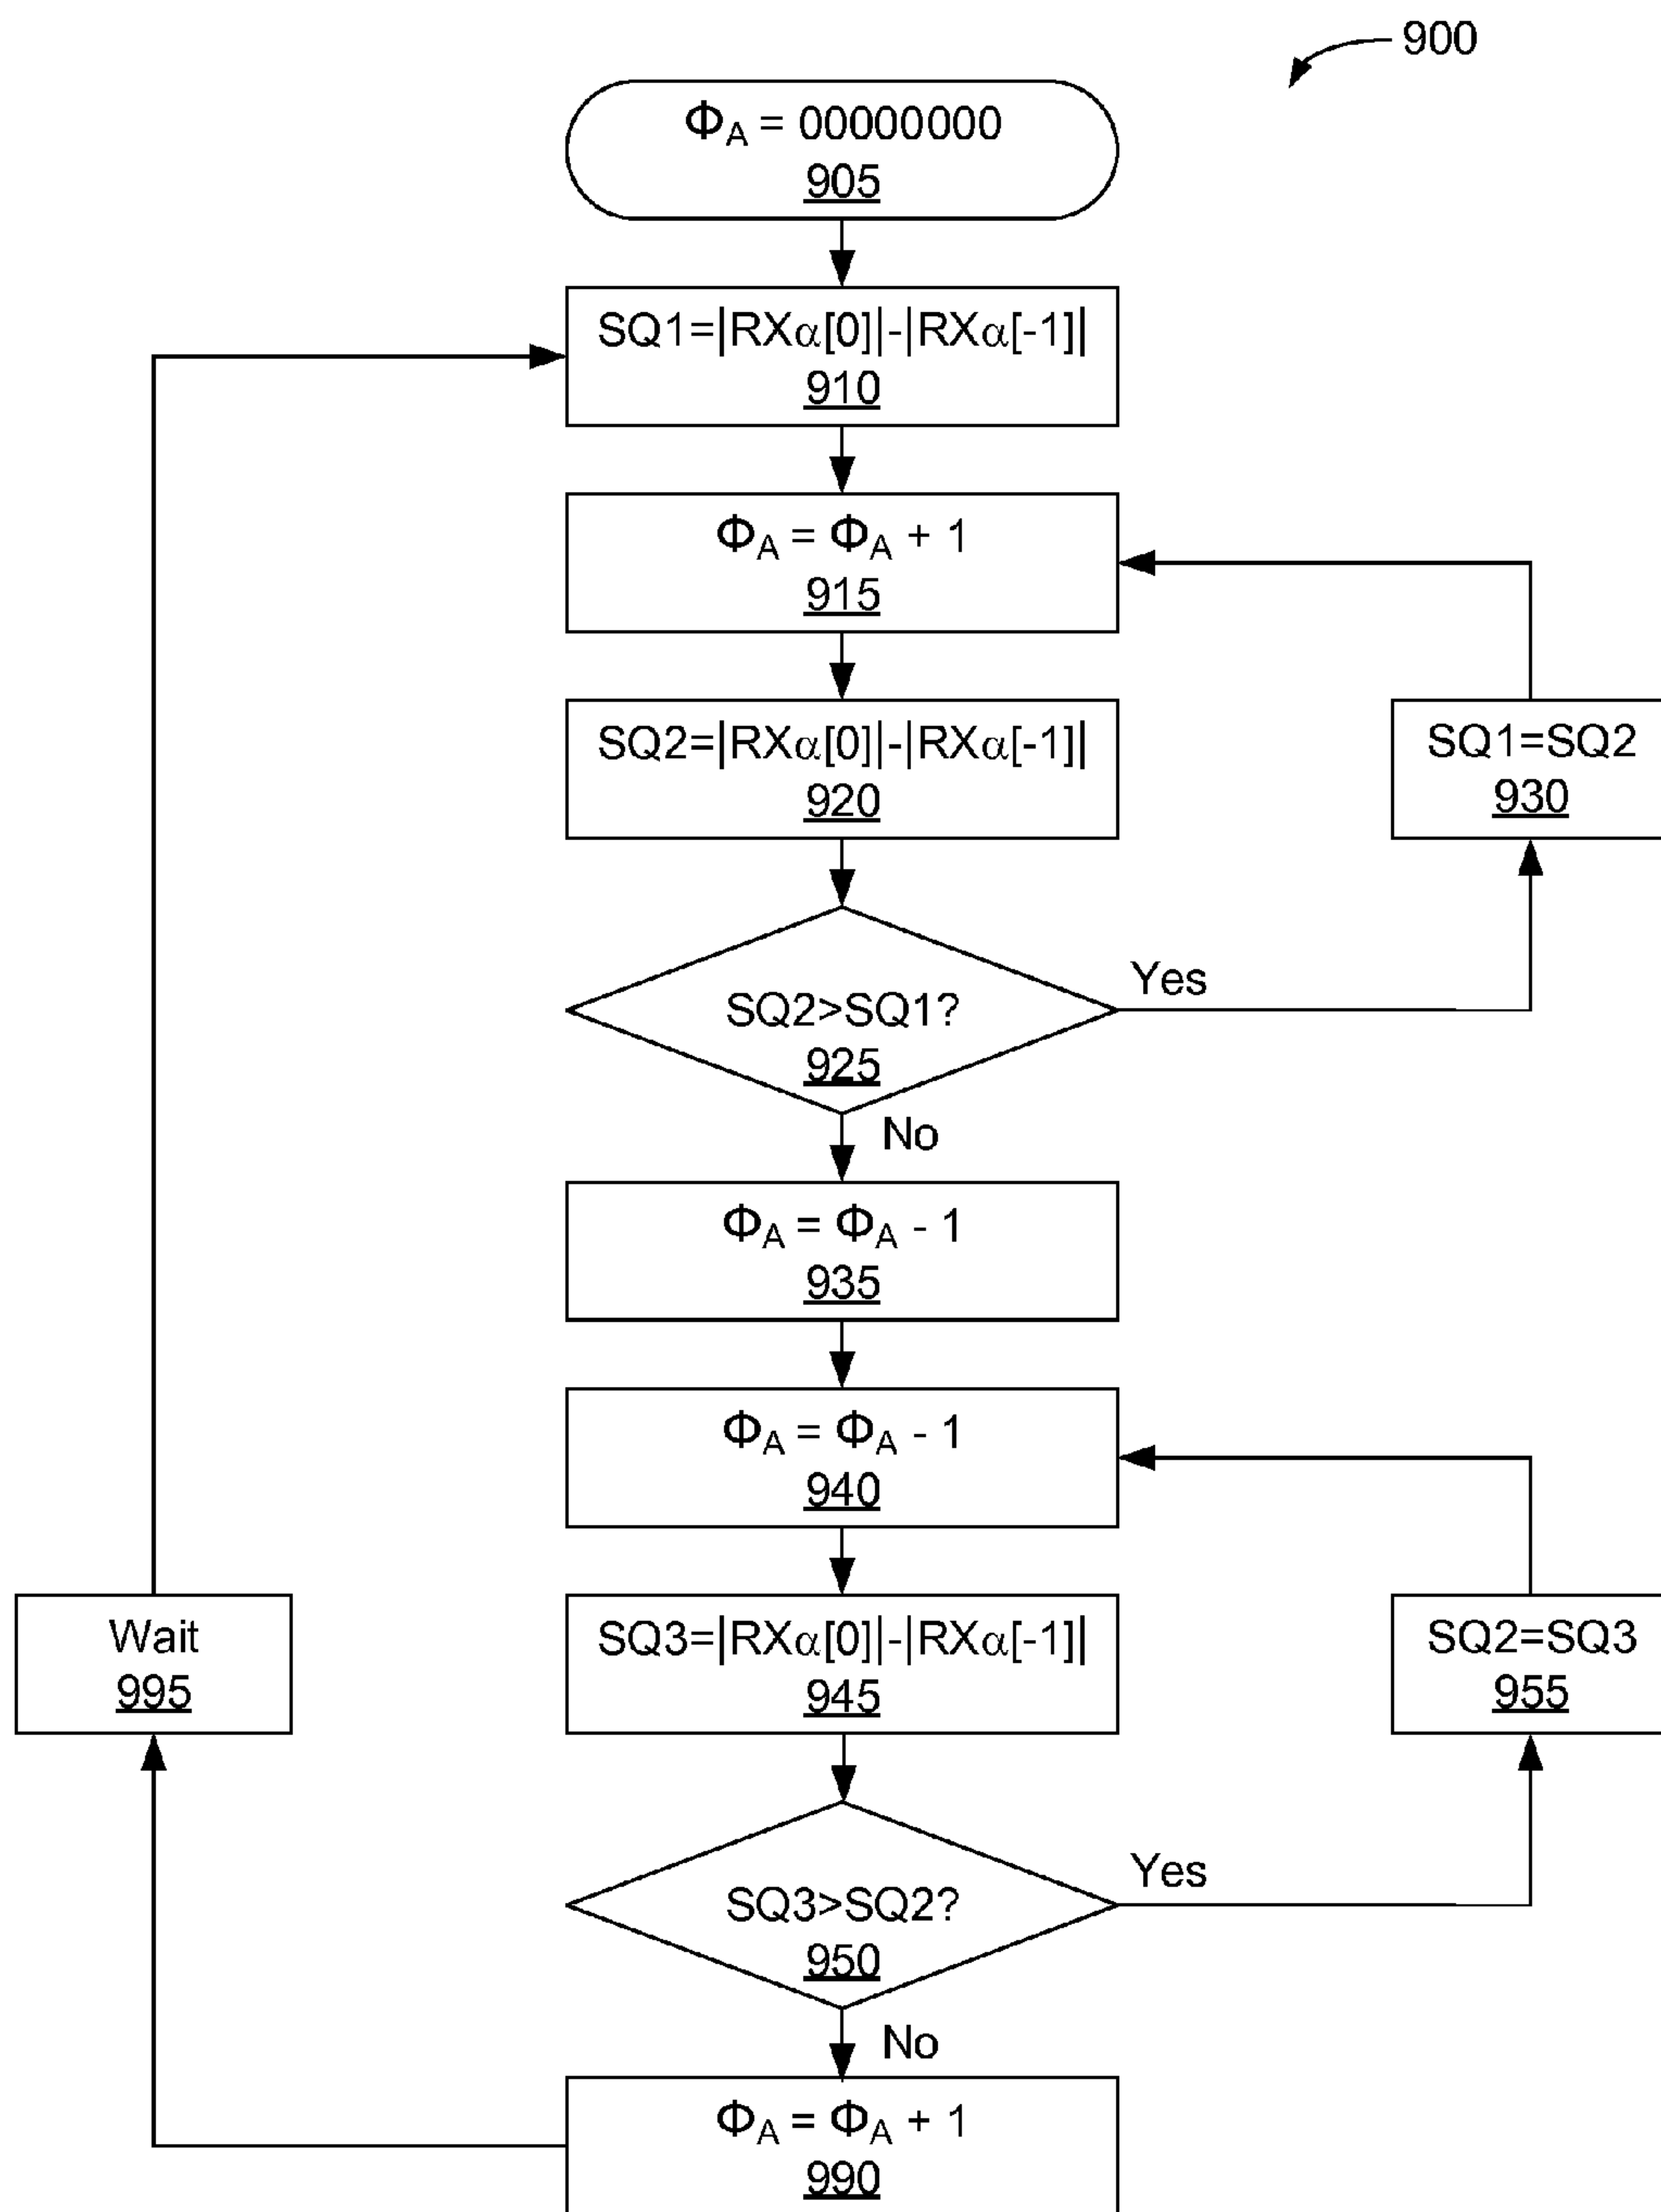 900
ΦA = 00000000
905
SQ1=|RXα[0]|-|RXα[-1]|
910
ΦA = ΦA + 1
915
SQ2=|RXα[0]|-|RXα[-1]|
920
SQ1=SQ2
930
SQ2>SQ1?
925
Yes
No
ΦA = ΦA - 1
935
ΦA = ΦA - 1
940
SQ3=|RXα[0]|-|RXα[-1]|
945
SQ2=SQ3
955
Wait
995
SQ3>SQ2?
950
Yes
No
ΦA = ΦA + 1
990